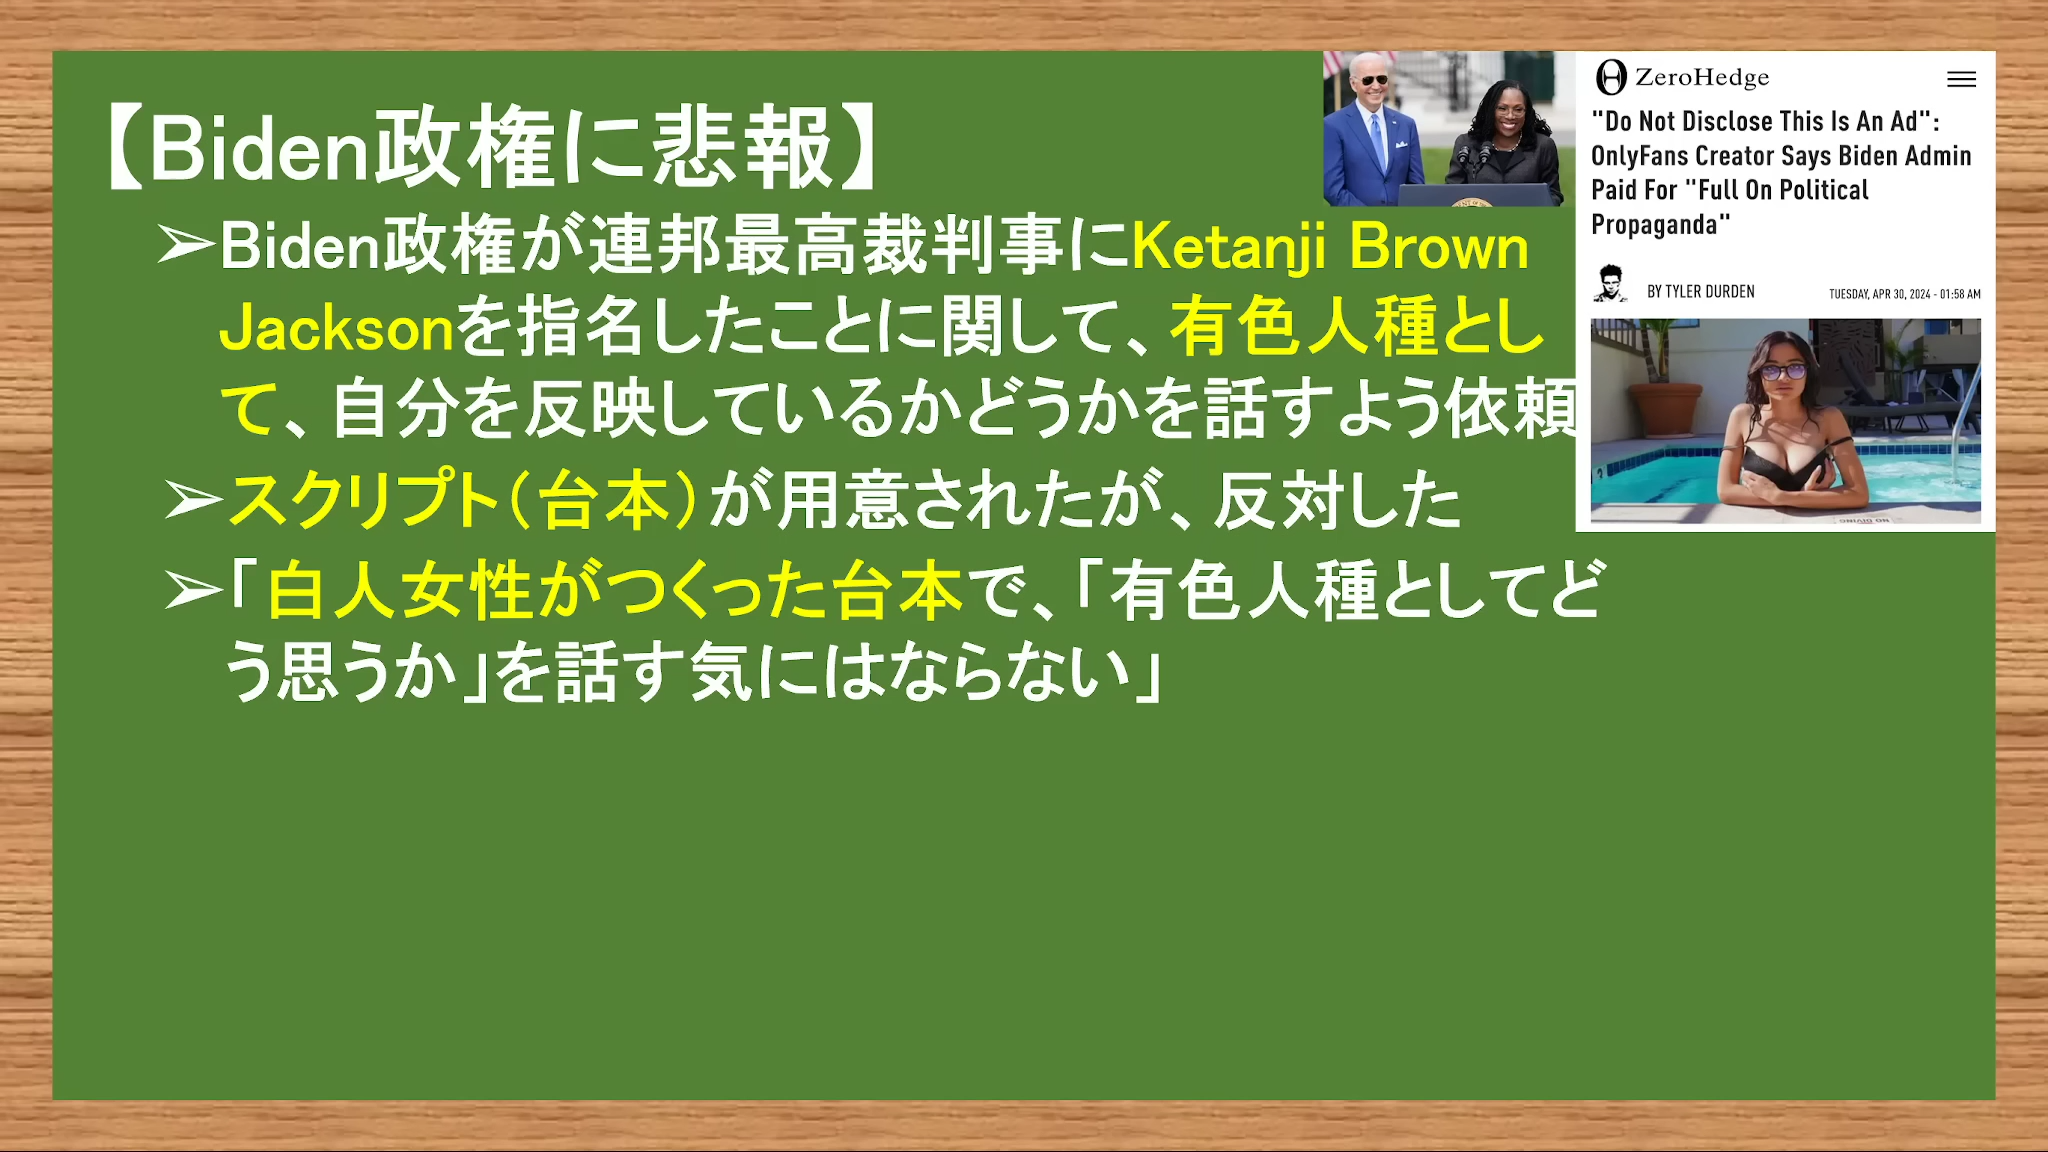 【Biden政権に悲報】
➢Biden政権が連邦最高裁判事にKetanji Brown
Jacksonを指名したことに関して、有色人種とし
て、自分を反映しているかどうかを話すよう依頼
➢スクリプト（台本）が用意されたが、反対した
➢「白人女性がつくった台本で、「有色人種としてど
う思うか」を話す気にはならない」
ZeroHedge
"Do Not Disclose This Is An Ad":
OnlyFans Creator Says Biden Admin
Paid For "Full On Political
Propaganda"
BY TYLER DURDEN
TUESDAY, APR 30, 2024 - 01:58 AM
NO DIVING